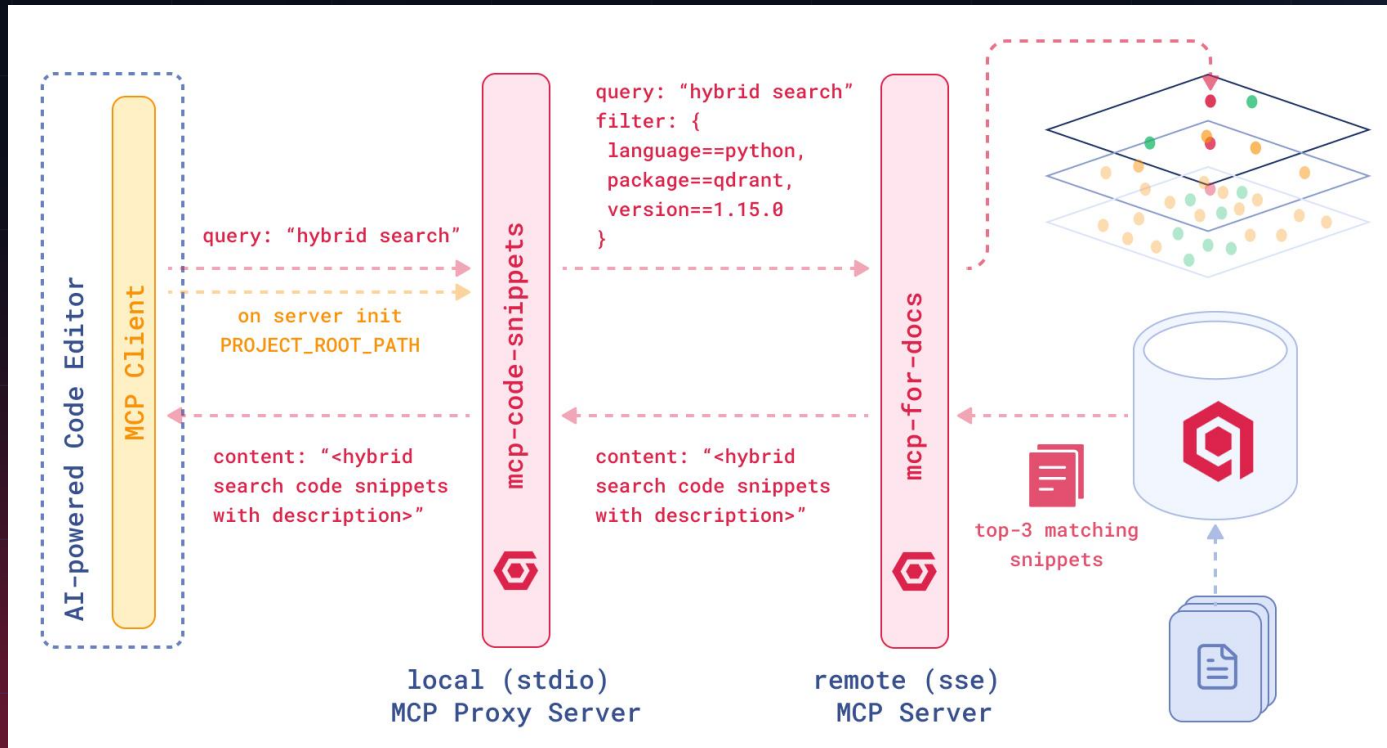 AI-powered Code Editor
MCP Client
query: “hybrid search”
on server init
PROJECT_ROOT_PATH
content: “<hybrid
search code snippets
with description>”
mcp-code-snippets
local (stdio)
MCP Proxy Server
query: “hybrid search”
filter: {
language==python,
package==qdrant,
version==1.15.0
}
content: “<hybrid
search code snippets
with description>”
mcp-for-docs
remote (sse)
MCP Server
top-3 matching
snippets